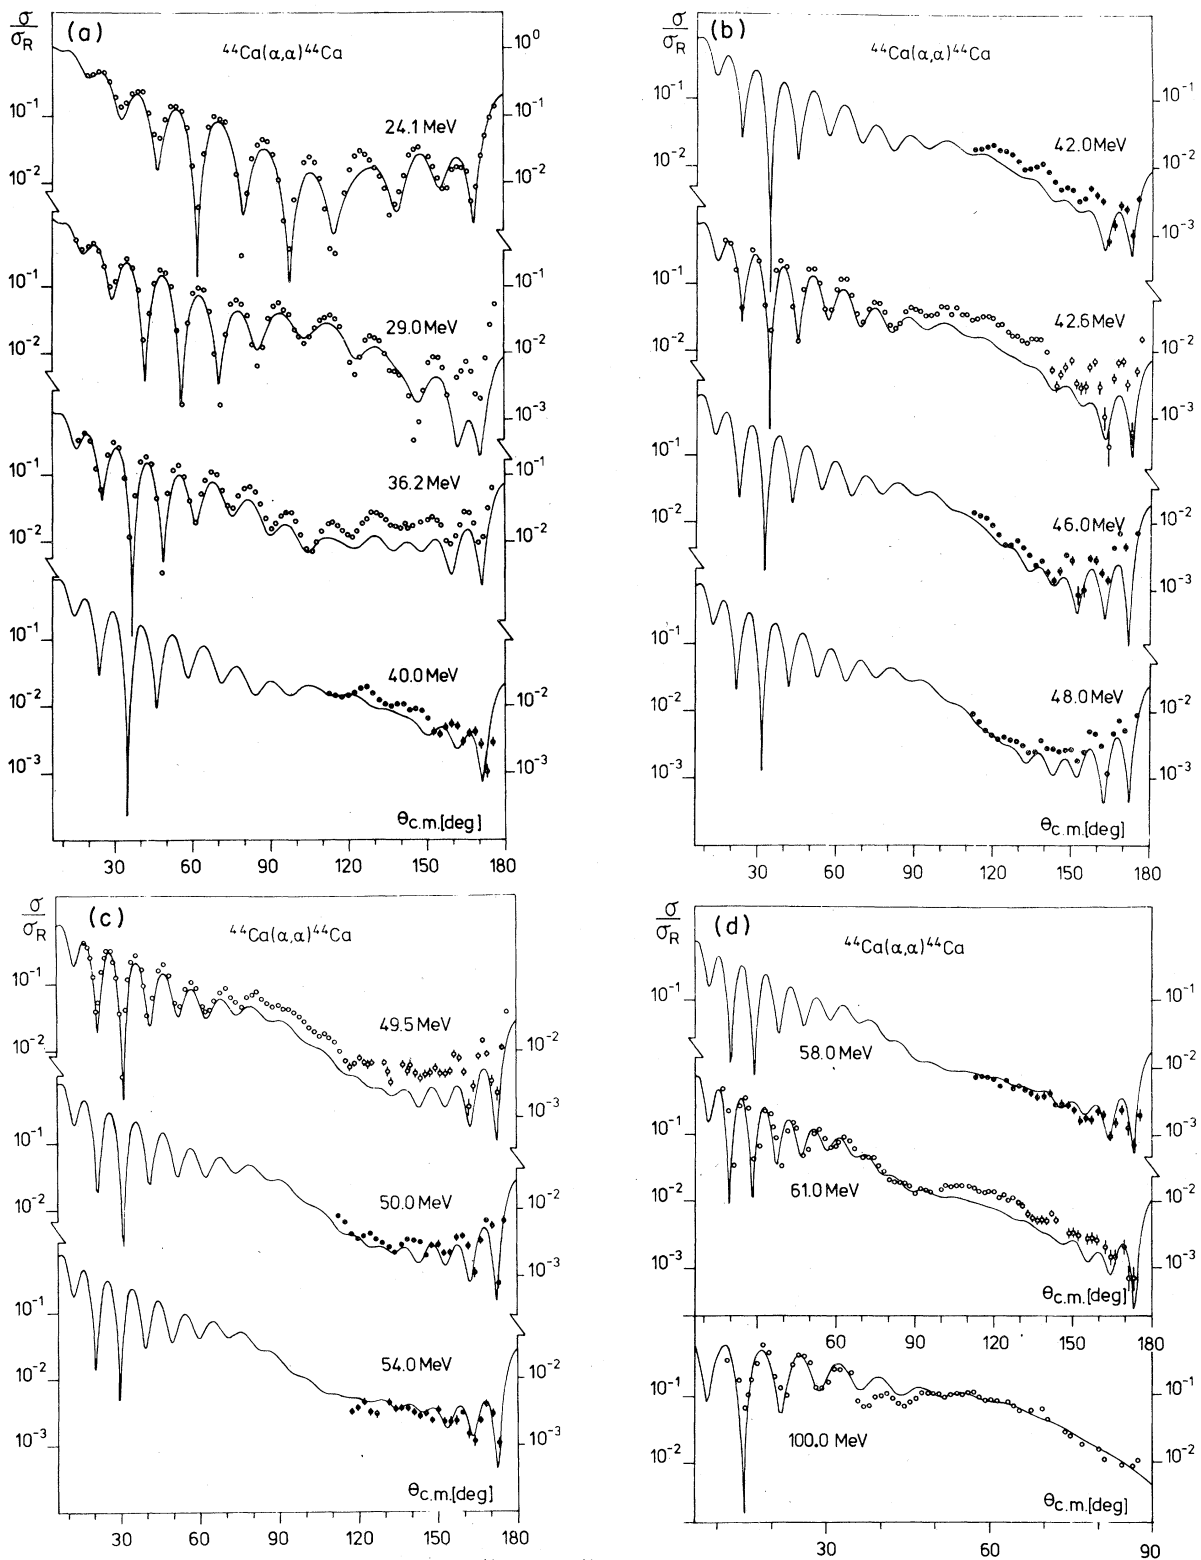 σ/σR (a) 10⁰
⁴⁴Ca(α,α)⁴⁴Ca
10⁻¹ 24.1 MeV 10⁻¹
10⁻² 10⁻²
10⁻¹ 29.0 MeV 10⁻¹
10⁻² 10⁻²
10⁻³
10⁻¹ 36.2 MeV 10⁻¹
10⁻² 10⁻²
10⁻¹ 40.0 MeV
10⁻² 10⁻²
10⁻³ 10⁻³
θc.m.[deg]
30 60 90 120 150 180
σ/σR (b)
⁴⁴Ca(α,α)⁴⁴Ca
10⁻¹ 42.0 MeV 10⁻¹
10⁻² 10⁻²
10⁻³
10⁻¹ 42.6 MeV
10⁻² 10⁻²
10⁻³
10⁻¹ 46.0 MeV
10⁻² 10⁻²
10⁻³
10⁻¹ 48.0 MeV
10⁻² 10⁻²
10⁻³ 10⁻³
θc.m.[deg]
30 60 90 120 150 180
σ/σR (c)
⁴⁴Ca(α,α)⁴⁴Ca
10⁻¹ 49.5 MeV
10⁻² 10⁻²
10⁻³
10⁻¹ 50.0 MeV
10⁻² 10⁻²
10⁻³
10⁻¹ 54.0 MeV
10⁻² 10⁻²
10⁻³ 10⁻³
θc.m.[deg]
30 60 90 120 150 180
σ/σR (d)
⁴⁴Ca(α,α)⁴⁴Ca
10⁻¹ 10⁻¹
58.0 MeV 10⁻²
10⁻¹ 10⁻³
10⁻² 61.0 MeV 10⁻²
10⁻³ 10⁻³
θc.m.[deg]
60 90 120 150 180
10⁻¹ 10⁻¹
10⁻² 100.0 MeV 10⁻²
θc.m.[deg]
30 60 90